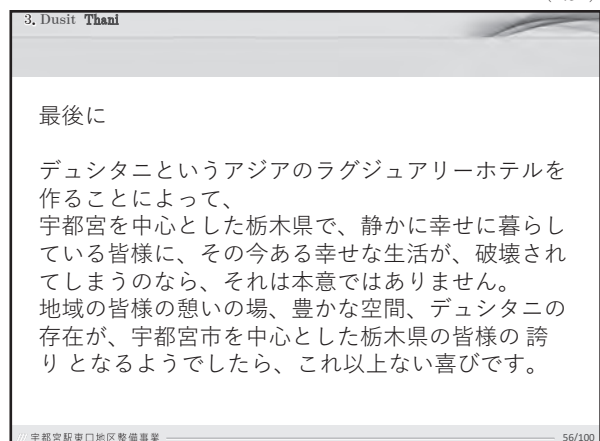 3. Dusit Thani
最後に
デュシタニというアジアのラグジュアリーホテルを
作ることによって、
宇都宮を中心とした栃木県で、静かに幸せに暮らし
ている皆様に、その今ある幸せな生活が、破壊され
てしまうのなら、それは本意ではありません。
地域の皆様の憩いの場、豊かな空間、デュシタニの
存在が、宇都宮市を中心とした栃木県の皆様の 誇
り となるようでしたら、これ以上ない喜びです。
宇都宮駅東口地区整備事業 56/100